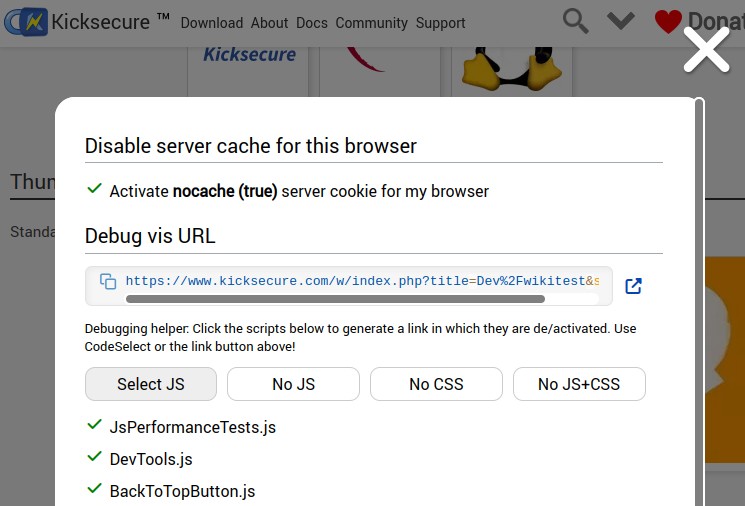 Kicksecure ™ Download About Docs Community Support Donat
Kicksecure
Disable server cache for this browser
Thun
Activate nocache (true) server cookie for my browser
Standa
Debug vis URL
https://www.kicksecure.com/w/index.php?title=Dev%2Fwikitest&s
Debugging helper: Click the scripts below to generate a link in which they are de/activated. Use
CodeSelect or the link button above!
Select JS No JS No CSS No JS+CSS
JsPerformanceTests.js
DevTools.js
BackToTopButton.js